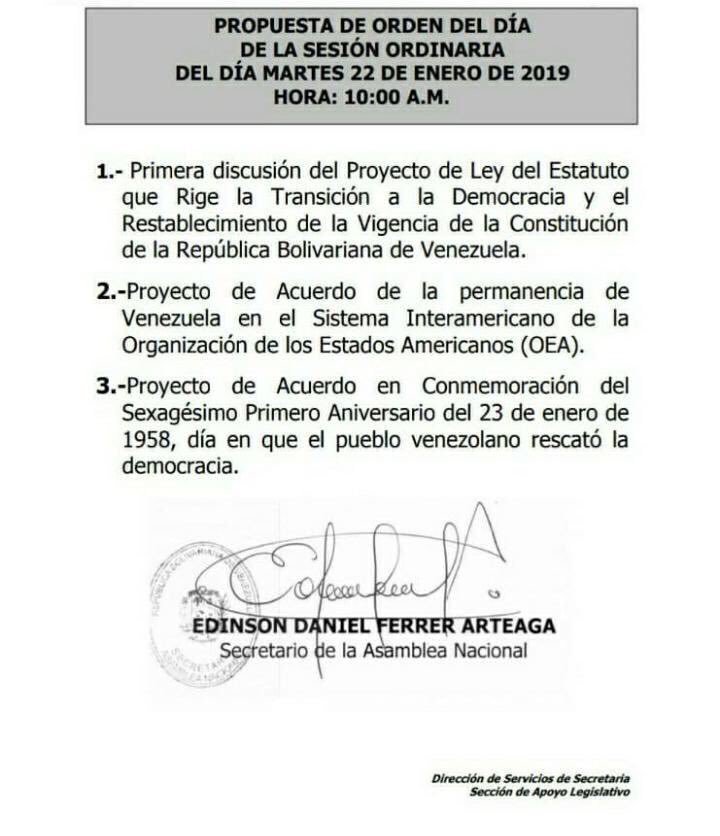 PROPUESTA DE ORDEN DEL DÍA
DE LA SESIÓN ORDINARIA
DEL DÍA MARTES 22 DE ENERO DE 2019
HORA: 10:00 A.M.
1.- Primera discusión del Proyecto de Ley del Estatuto
que Rige la Transición a la Democracia y el
Restablecimiento de la Vigencia de la Constitución
de la República Bolivariana de Venezuela.
2.-Proyecto de Acuerdo de la permanencia de
Venezuela en el Sistema Interamericano de la
Organización de los Estados Americanos (OEA).
3.-Proyecto de Acuerdo en Conmemoración del
Sexagésimo Primero Aniversario del 23 de enero de
1958, día en que el pueblo venezolano rescató la
democracia.
EDINSON DANIEL FERRER ARTEAGA
Secretario de la Asamblea Nacional
Dirección de Servicios de Secretaria
Sección de Apoyo Legislativo